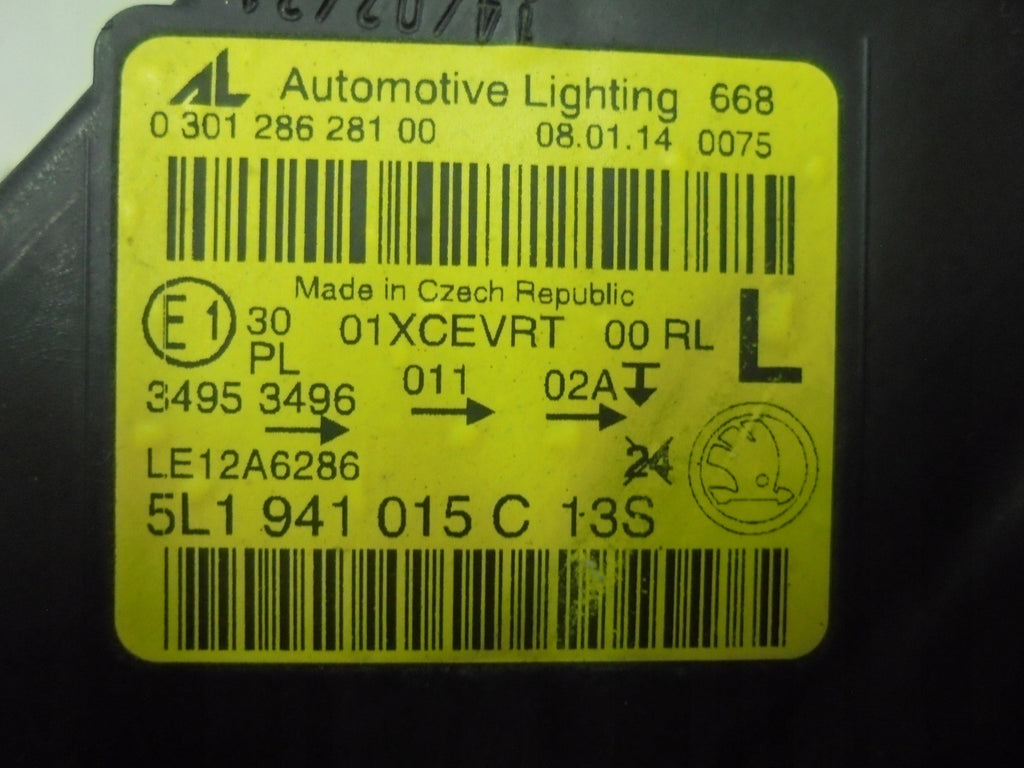 AL Automotive Lighting 668
0 301 286 281 00 08.01.14 0075
Made in Czech Republic
E1 30 01XCEVRT 00 RL L
PL
3495 3496 011 02A
LE12A6286 24
5L1 941 015 C 13S